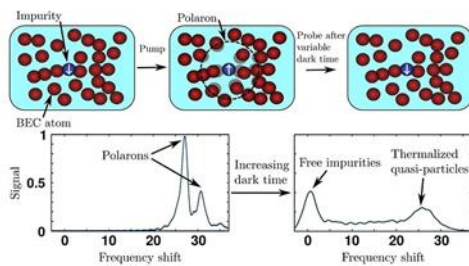 Impurity
Polaron
Pump
Probe after
variable
dark time
BEC atom
1
Polarons
Signal
0.5
0
0 10 20 30
Frequency shift
Increasing
dark time
Free impurities
Thermalized
quasi-particles
0 10 20 30
Frequency shift